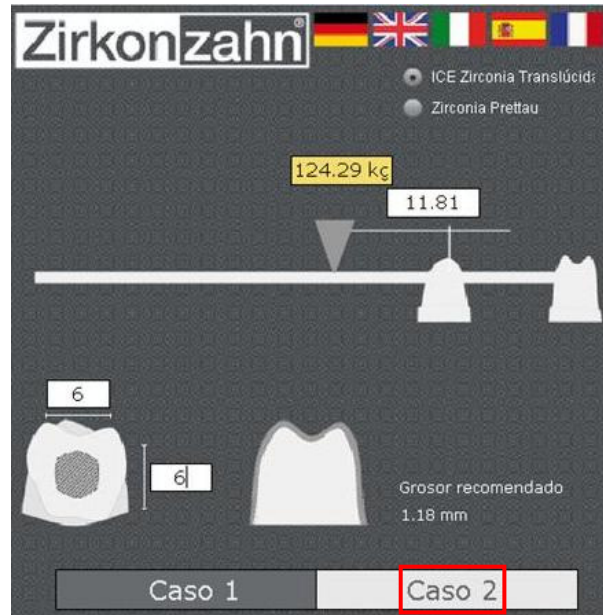 Zirkonzahn®
ICE Zirconia Translúcida
Zirconia Prettau
124.29 kg
11.81
6
6
Grosor recomendado
1.18 mm
Caso 1
Caso 2